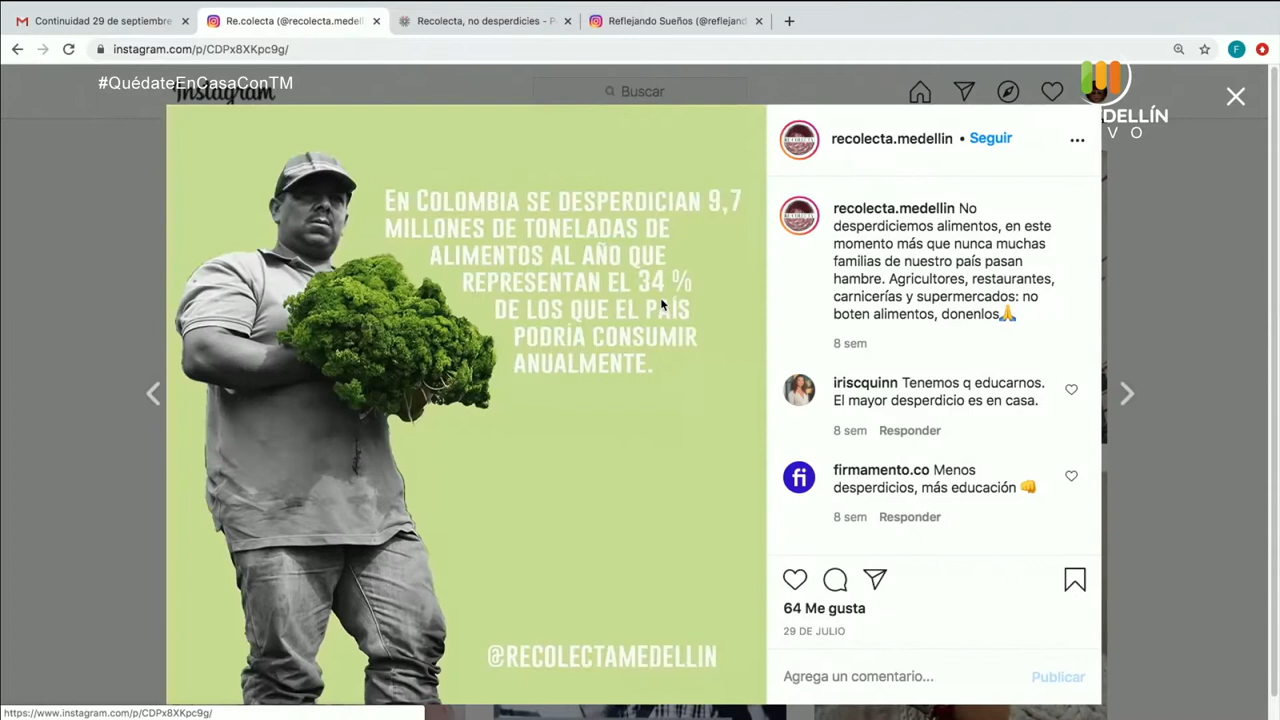 Continuidad 29 de septiembre
Re.colecta (@recolecta.medell
Recolecta, no desperdicies - P
Reflejando Sueños (@reflejand
instagram.com/p/CDPx8XKpc9g/
F
#QuédateEnCasaConTM
Instagram
Buscar
DELLÍN
V O
EN COLOMBIA SE DESPERDICIAN 9,7
MILLONES DE TONELADAS DE
ALIMENTOS AL AÑO QUE
REPRESENTAN EL 34 %
DE LOS QUE EL PAÍS
PODRÍA CONSUMIR
ANUALMENTE.
@RECOLECTAMEDELLIN
recolecta.medellin • Seguir
recolecta.medellin No
desperdiciemos alimentos, en este
momento más que nunca muchas
familias de nuestro país pasan
hambre. Agricultores, restaurantes,
carnicerías y supermercados: no
boten alimentos, donenlos🙏
8 sem
iriscquinn Tenemos q educarnos.
El mayor desperdicio es en casa.
8 sem Responder
fi
firmamento.co Menos
desperdicios, más educación 👊
8 sem Responder
64 Me gusta
29 DE JULIO
Agrega un comentario... Publicar
https://www.instagram.com/p/CDPx8XKpc9g/